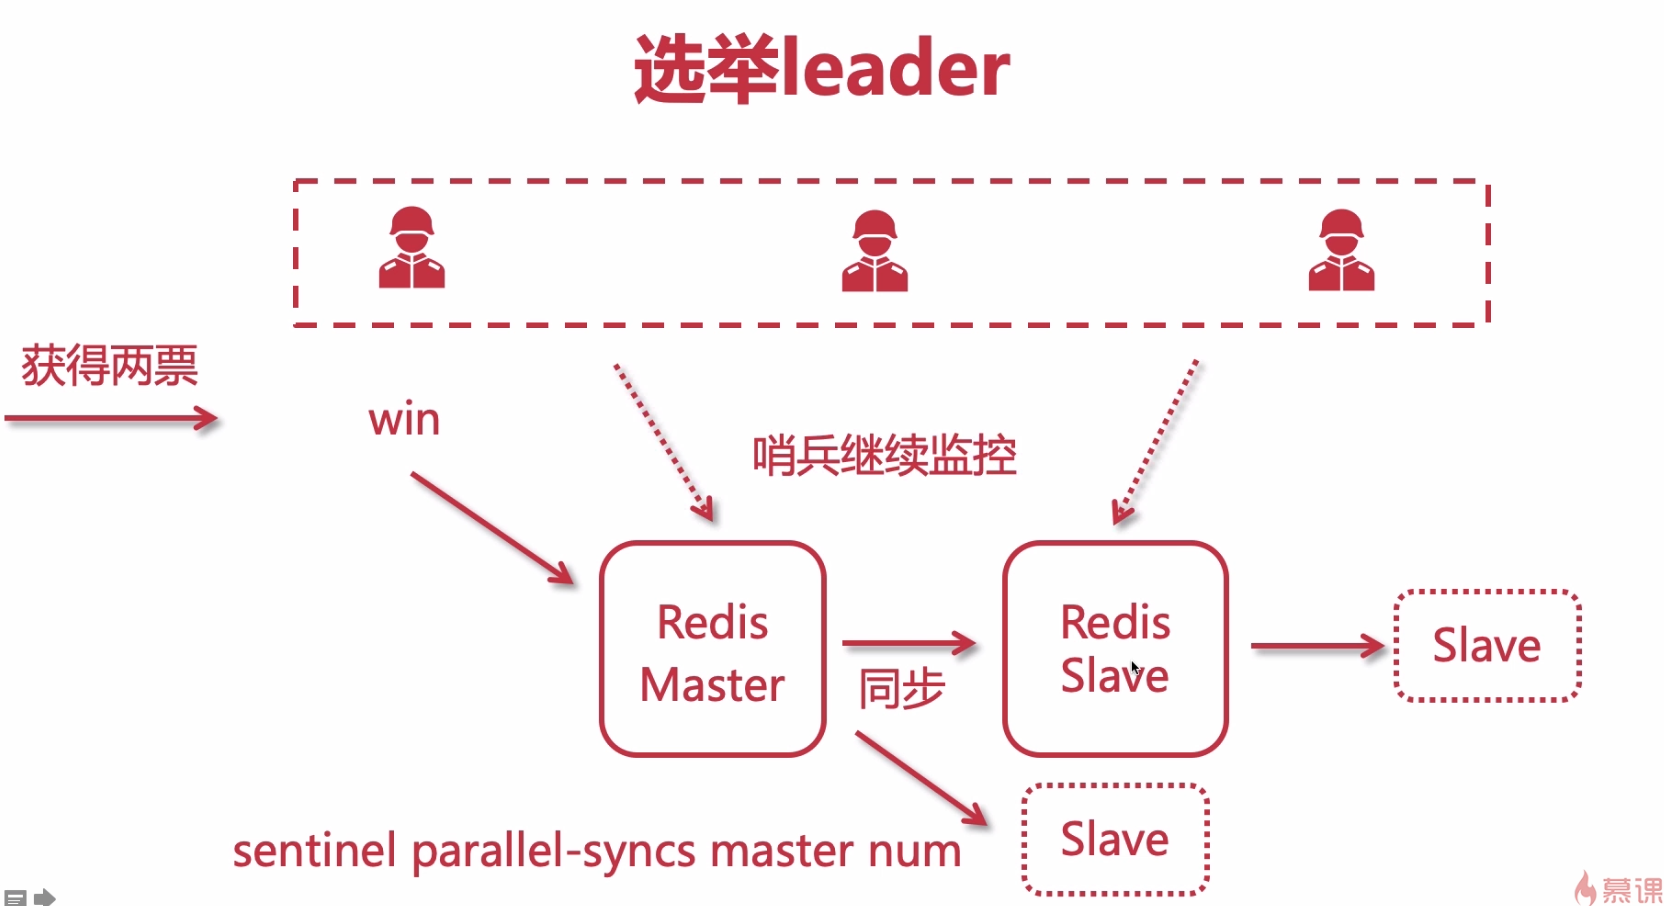 选举leader
获得两票
win
哨兵继续监控
Redis
Master
同步
Redis
Slave
Slave
Slave
sentinel parallel-syncs master num
慕课